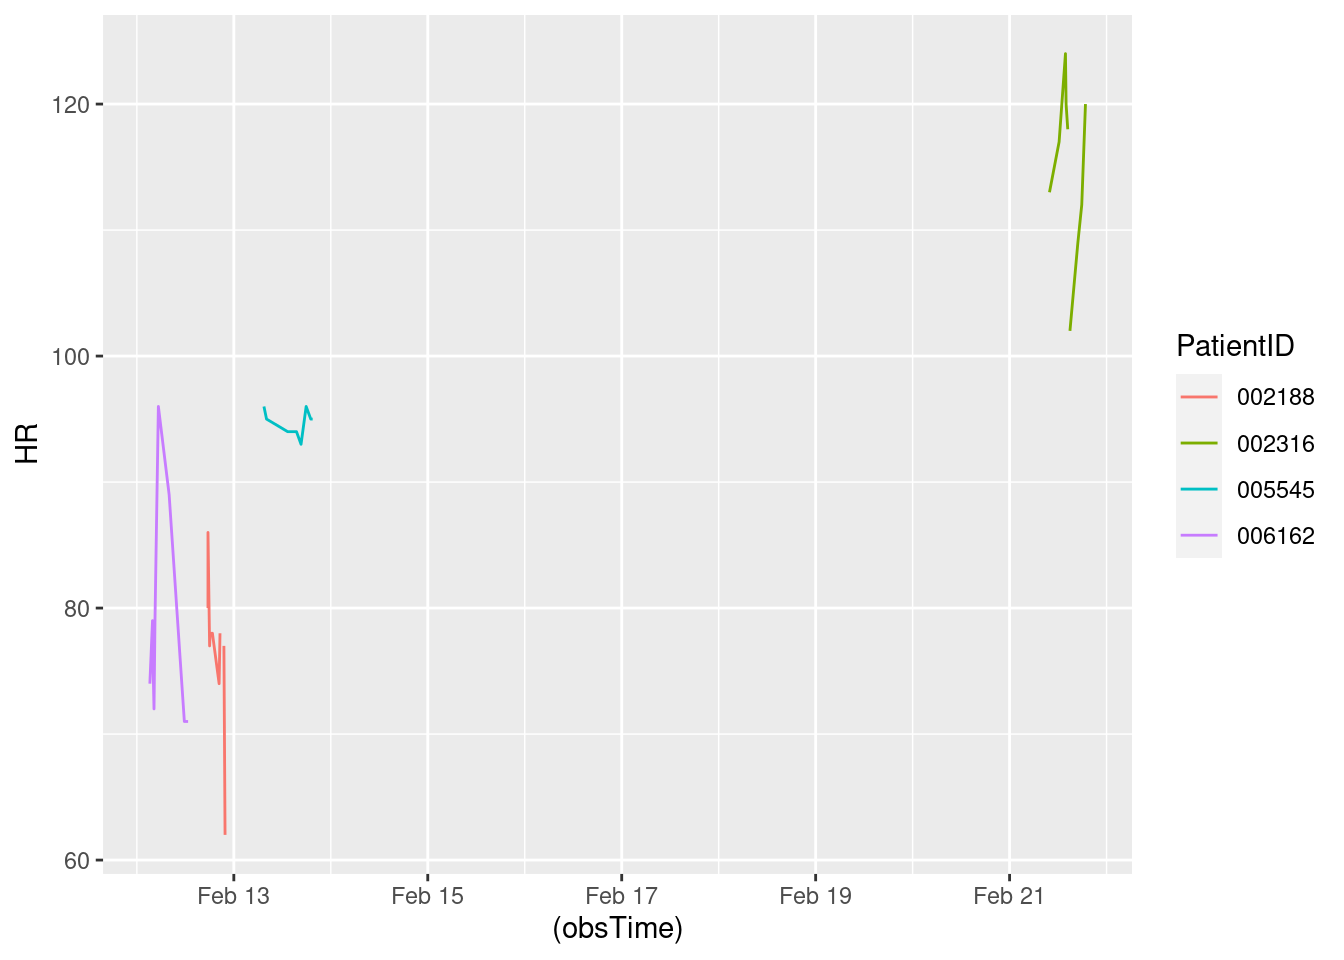 120
100
80
60
HR
Feb 13
Feb 15
Feb 17
Feb 19
Feb 21
(obsTime)
PatientID
002188
002316
005545
006162